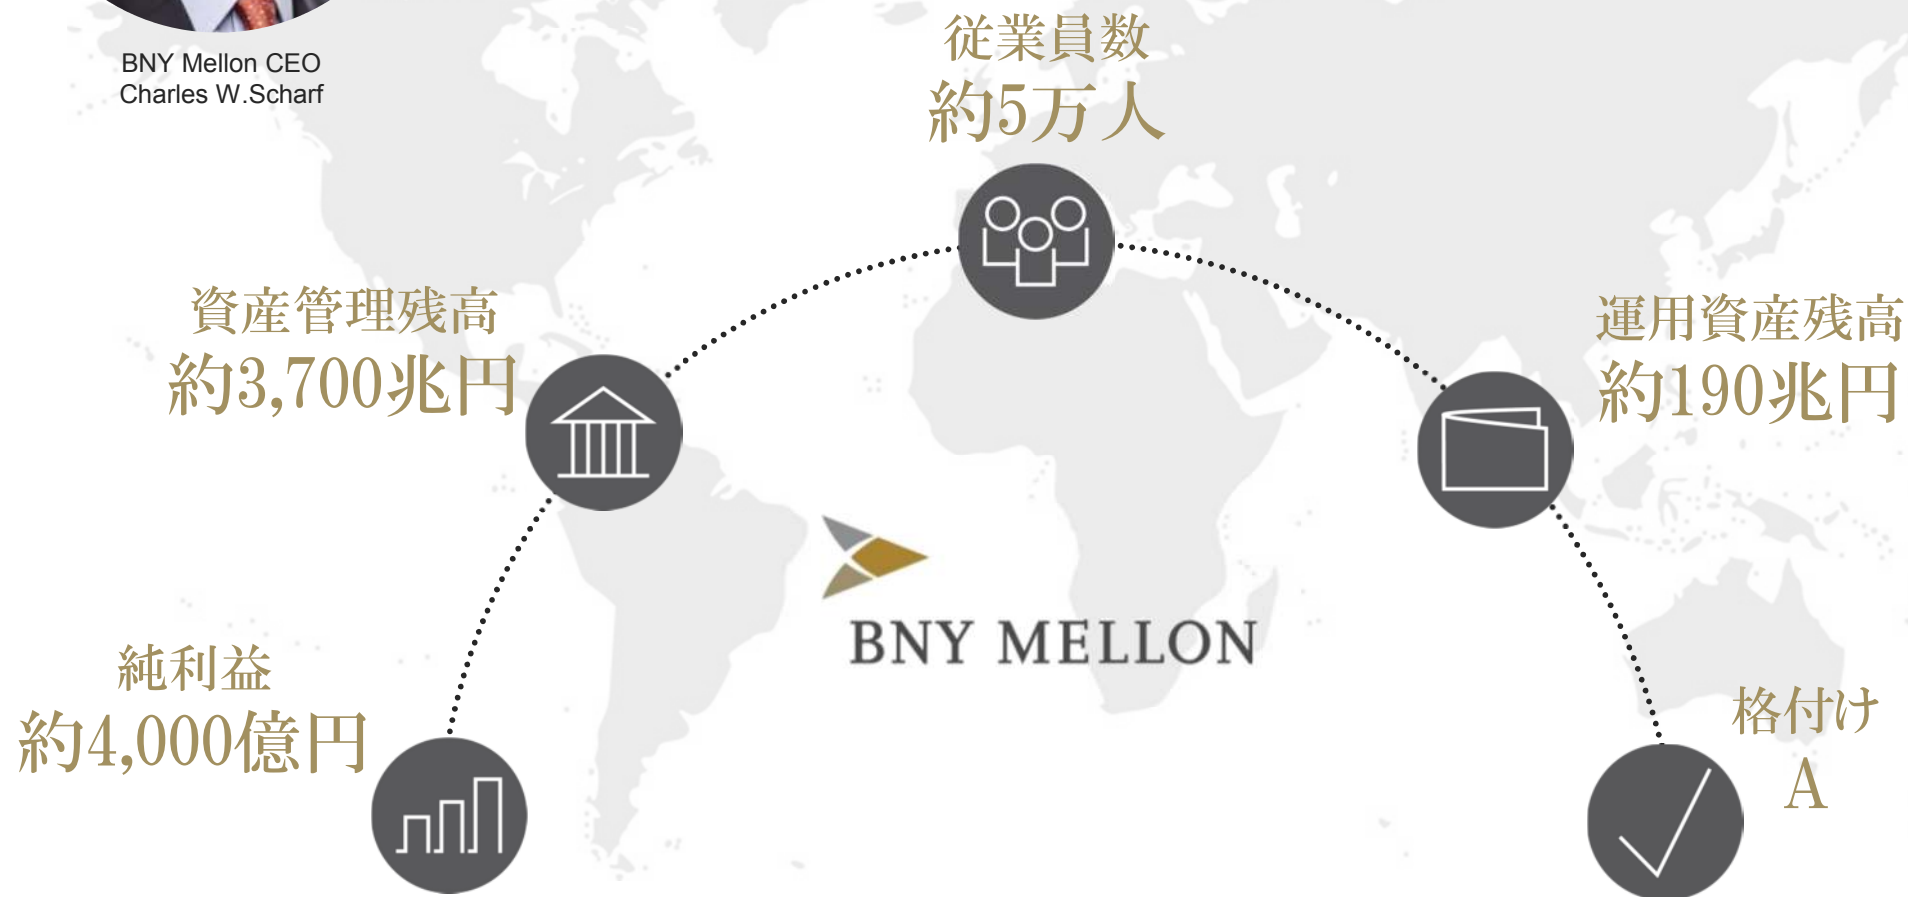 BNY Mellon CEO
Charles W.Scharf
従業員数
約5万人
資産管理残高
約3,700兆円
運用資産残高
約190兆円
BNY MELLON
純利益
約4,000億円
格付け
A